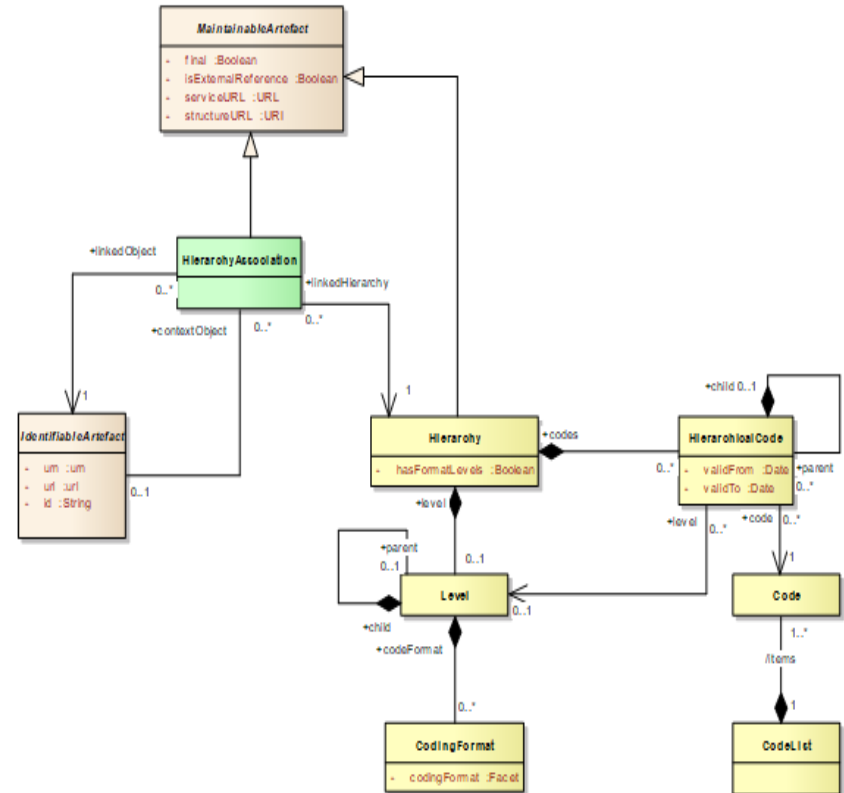 MaintainableArtefact
- final :Boolean
- isExternalReference :Boolean
- serviceURL :URL
- structureURL :URI
+linkedObject
HierarchyAssociation
0..*
+linkedHierarchy
0..*
+contextObject
0..*
1
1
IdentifiableArtefact
- urn :urn
- uri :uri
- id :String
0..1
Hierarchy
- hasFormatLevels :Boolean
+codes
0..*
+child 0..1
HierarchicalCode
- validFrom :Date
- validTo :Date
+parent
0..*
+level
0..*
+code
0..*
+level
+parent
0..1
0..1
Level
0..1
1
Code
+child
+codeFormat
1..*
/items
0..*
1
CodingFormat
- codingFormat :Facet
CodeList